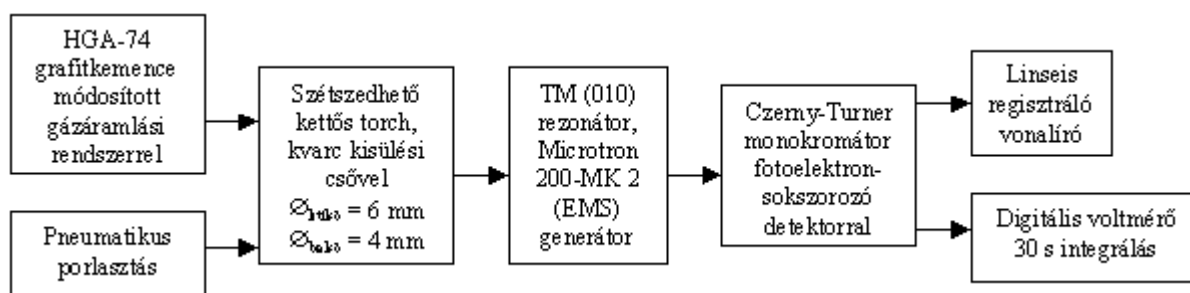 HGA-74
grafitkemence
módosított
gázáramlási
rendszerrel
Pneumatikus
porlasztás
Szétszedhető
kettős torch,
kvarc kisülési
csővel
∅külső = 6 mm
∅belső = 4 mm
TM (010)
rezonátor,
Microtron
200-MK 2
(EMS)
generátor
Czerny-Turner
monokromátor
fotoelektron-
sokszorozó
detektorral
Linseis
regisztráló
vonalíró
Digitális voltmérő
30 s integrálás